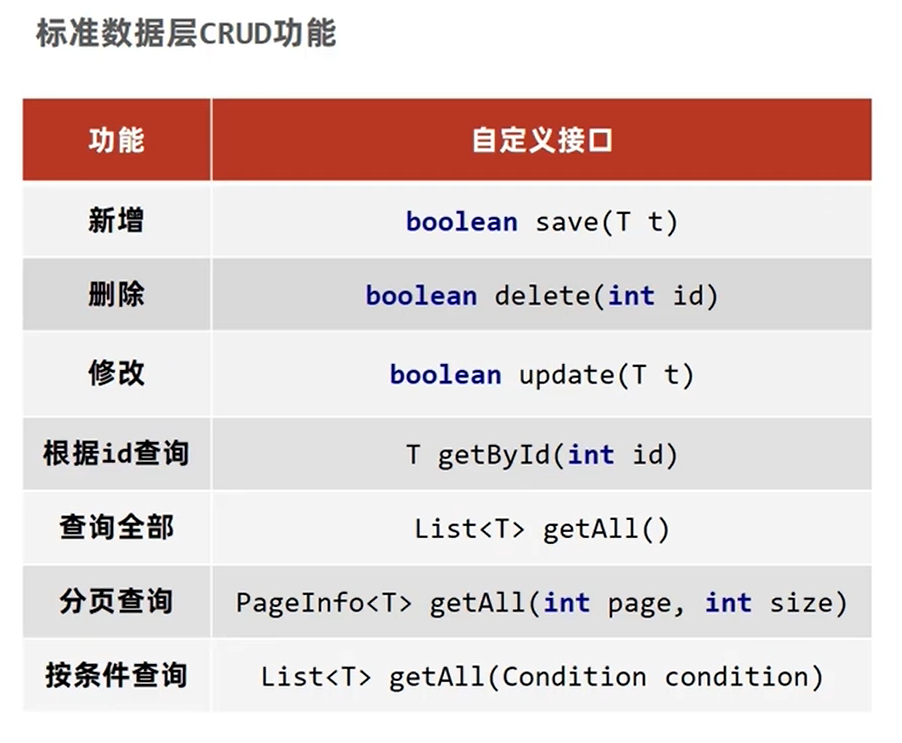 标准数据层CRUD功能
功能 自定义接口
新增 boolean save(T t)
删除 boolean delete(int id)
修改 boolean update(T t)
根据id查询 T getById(int id)
查询全部 List<T> getAll()
分页查询 PageInfo<T> getAll(int page, int size)
按条件查询 List<T> getAll(Condition condition)